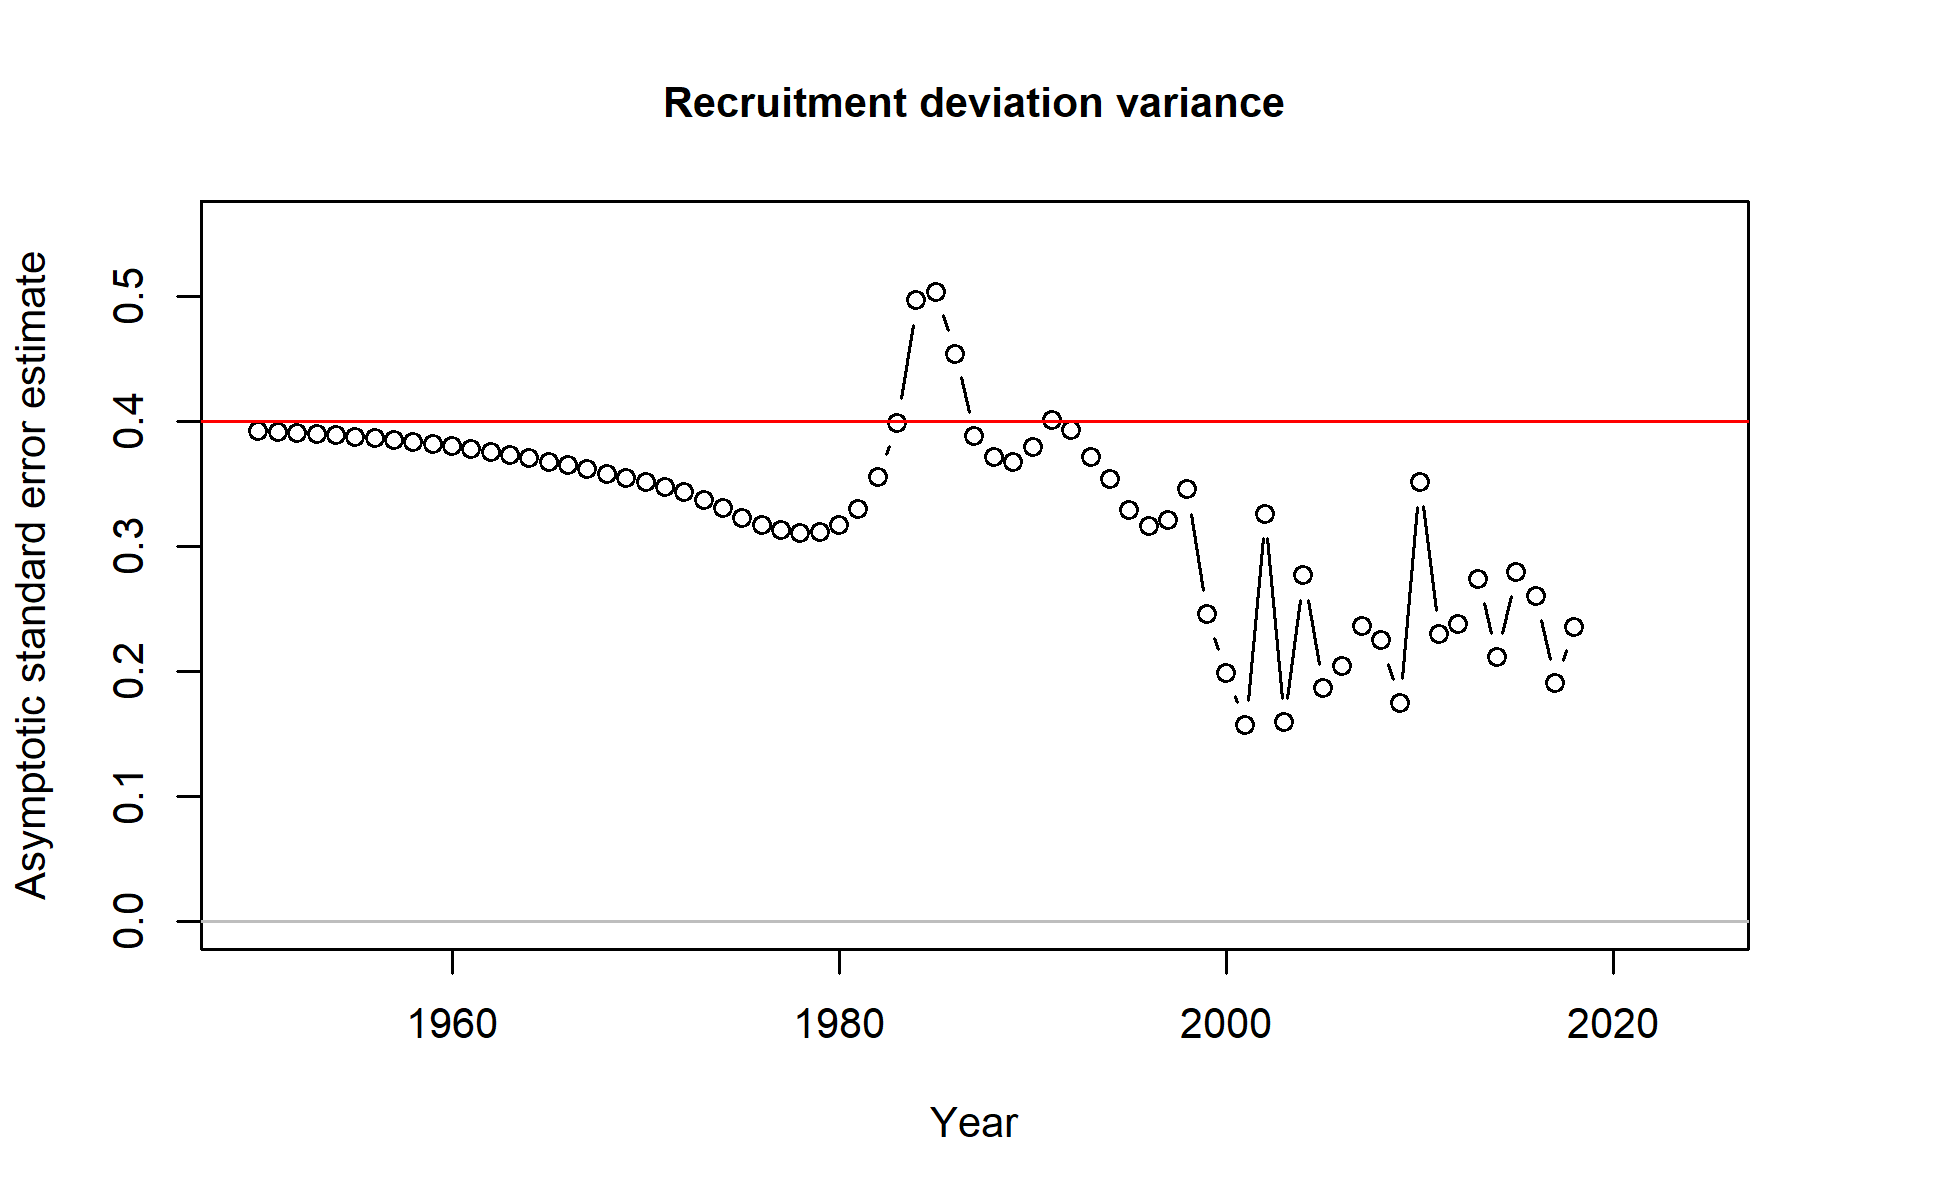 Recruitment deviation variance
Asymptotic standard error estimate
0.5
0.4
0.3
0.2
0.1
0.0
1960 1980 2000 2020
Year